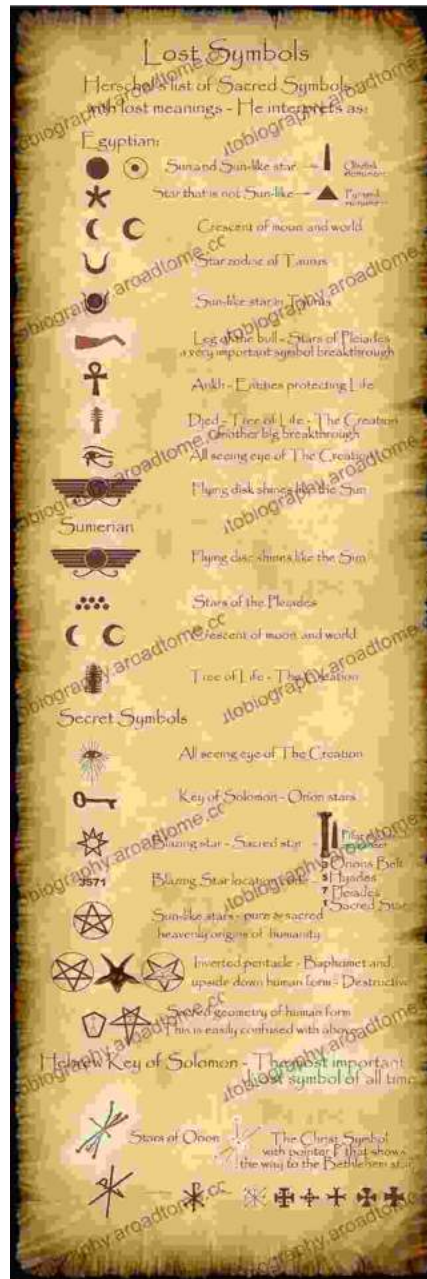 Lost Symbols
Herschel's list of Sacred Symbols
with lost meanings - He interprets as:
Egyptian:
Sun and Sun-like star → Obelisk monument
Star that is not Sun-like → Pyramid monument
Crescent of moon and world
Star zodiac of Taurus
Sun-like star in Taurus
Leg of the bull - Stars of Pleiades
a very important symbol breakthrough
Ankh - Entities protecting Life
Djed - Tree of Life - The Creation
another big breakthrough
All seeing eye of The Creation
Flying disk shines like the Sun
Sumerian
Flying disc shines like the Sun
Stars of the Pleiades
Crescent of moon and world
Tree of Life - The Creation
Secret Symbols
All seeing eye of The Creation
Key of Solomon - Orion stars
Blazing star - Sacred star
Orions Belt
3571 Blazing Star location
5 Hyades
7 Pleiades
Sacred Star
Sun-like stars - pure & sacred
heavenly origins of humanity
Inverted pentacle - Baphomet and
upside down human form - Destructive
Sacred geometry of human form
This is easily confused with above
Hebrew Key of Solomon - The most important
lost symbol of all time
Stars of Orion
The Christ Symbol
with pointer P that shows
the way to the Bethlehem star